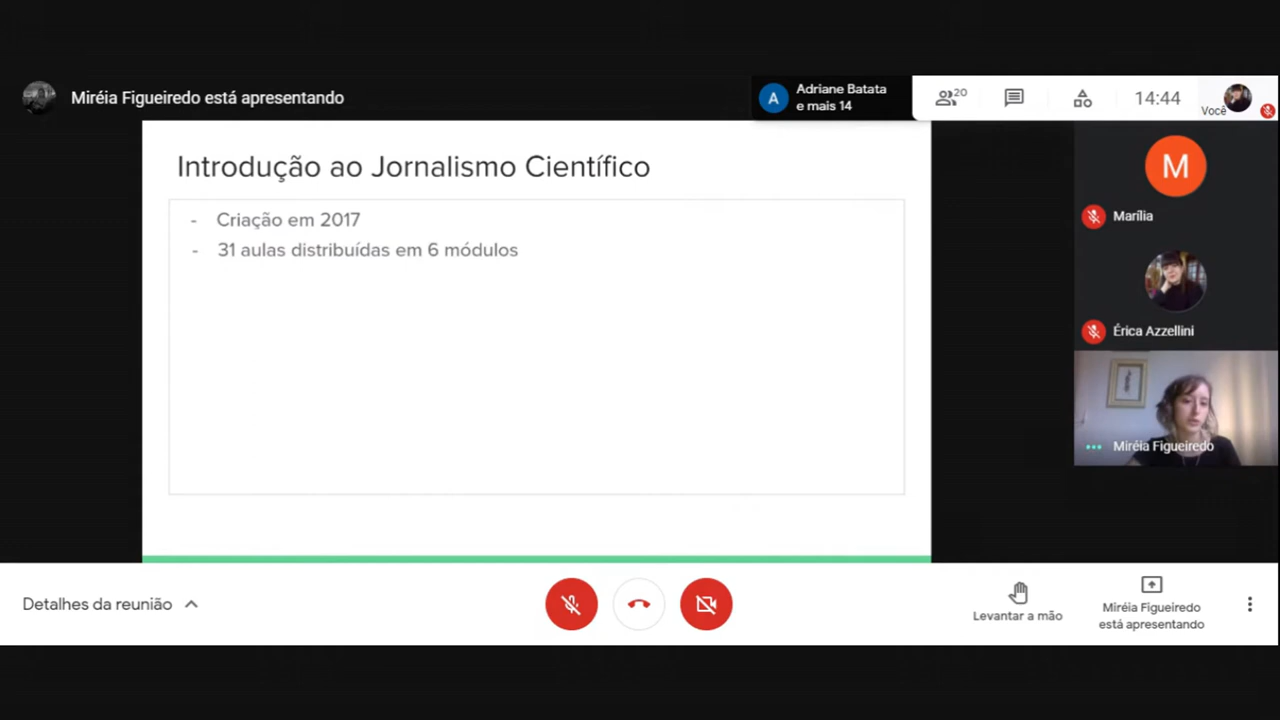 Miréia Figueiredo está apresentando
A
Adriane Batata
e mais 14
20
14:44
Você
Introdução ao Jornalismo Científico
- Criação em 2017
- 31 aulas distribuídas em 6 módulos
M
Marília
Érica Azzellini
Miréia Figueiredo
Detalhes da reunião
Levantar a mão
Miréia Figueiredo
está apresentando